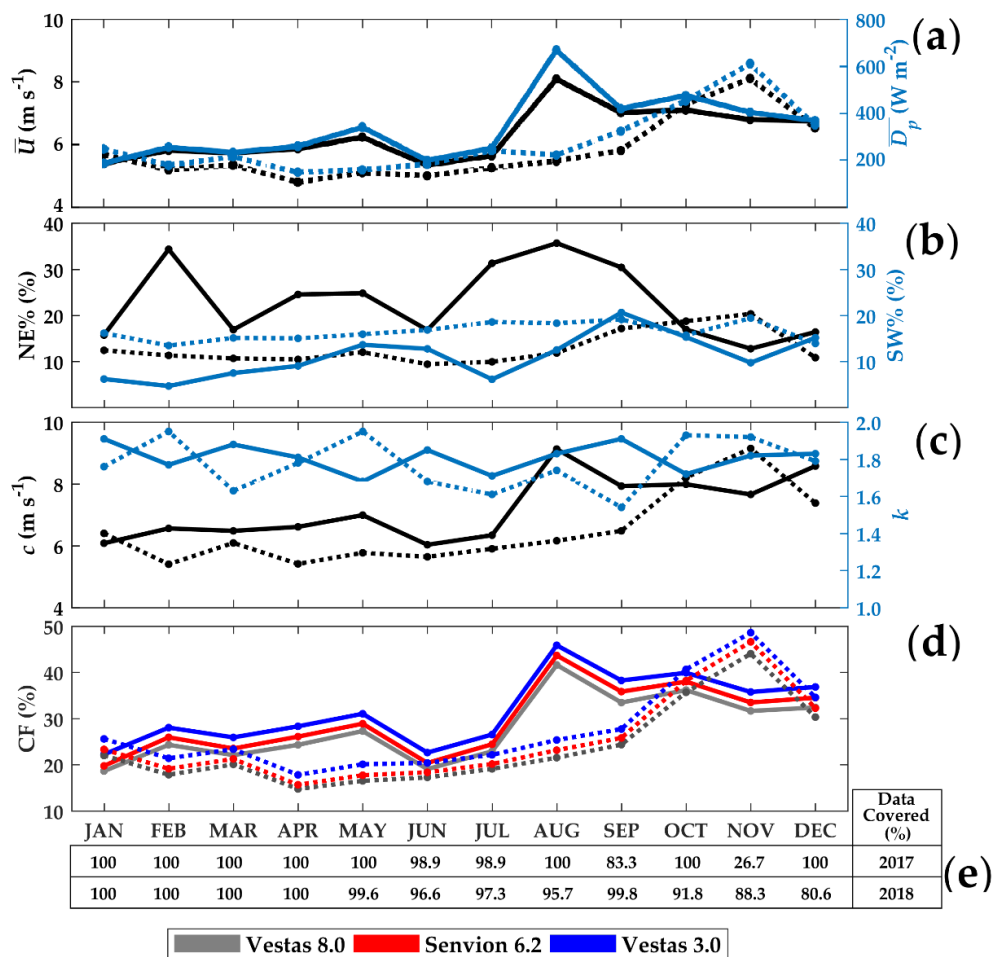 (a)
10
8
6
4
U̅ (m s⁻¹)
800
600
400
200
D̅ₚ (W m⁻²)
(b)
40
30
20
10
NE% (%)
40
30
20
10
SW% (%)
(c)
10
8
6
4
c (m s⁻¹)
2.0
1.8
1.6
1.4
1.2
1.0
k
(d)
50
40
30
20
10
CF (%)
JAN FEB MAR APR MAY JUN JUL AUG SEP OCT NOV DEC
Data
Covered
(%)
100 100 100 100 100 98.9 98.9 100 83.3 100 26.7 100 2017
100 100 100 100 99.6 96.6 97.3 95.7 99.8 91.8 88.3 80.6 2018
(e)
Vestas 8.0 Senvion 6.2 Vestas 3.0